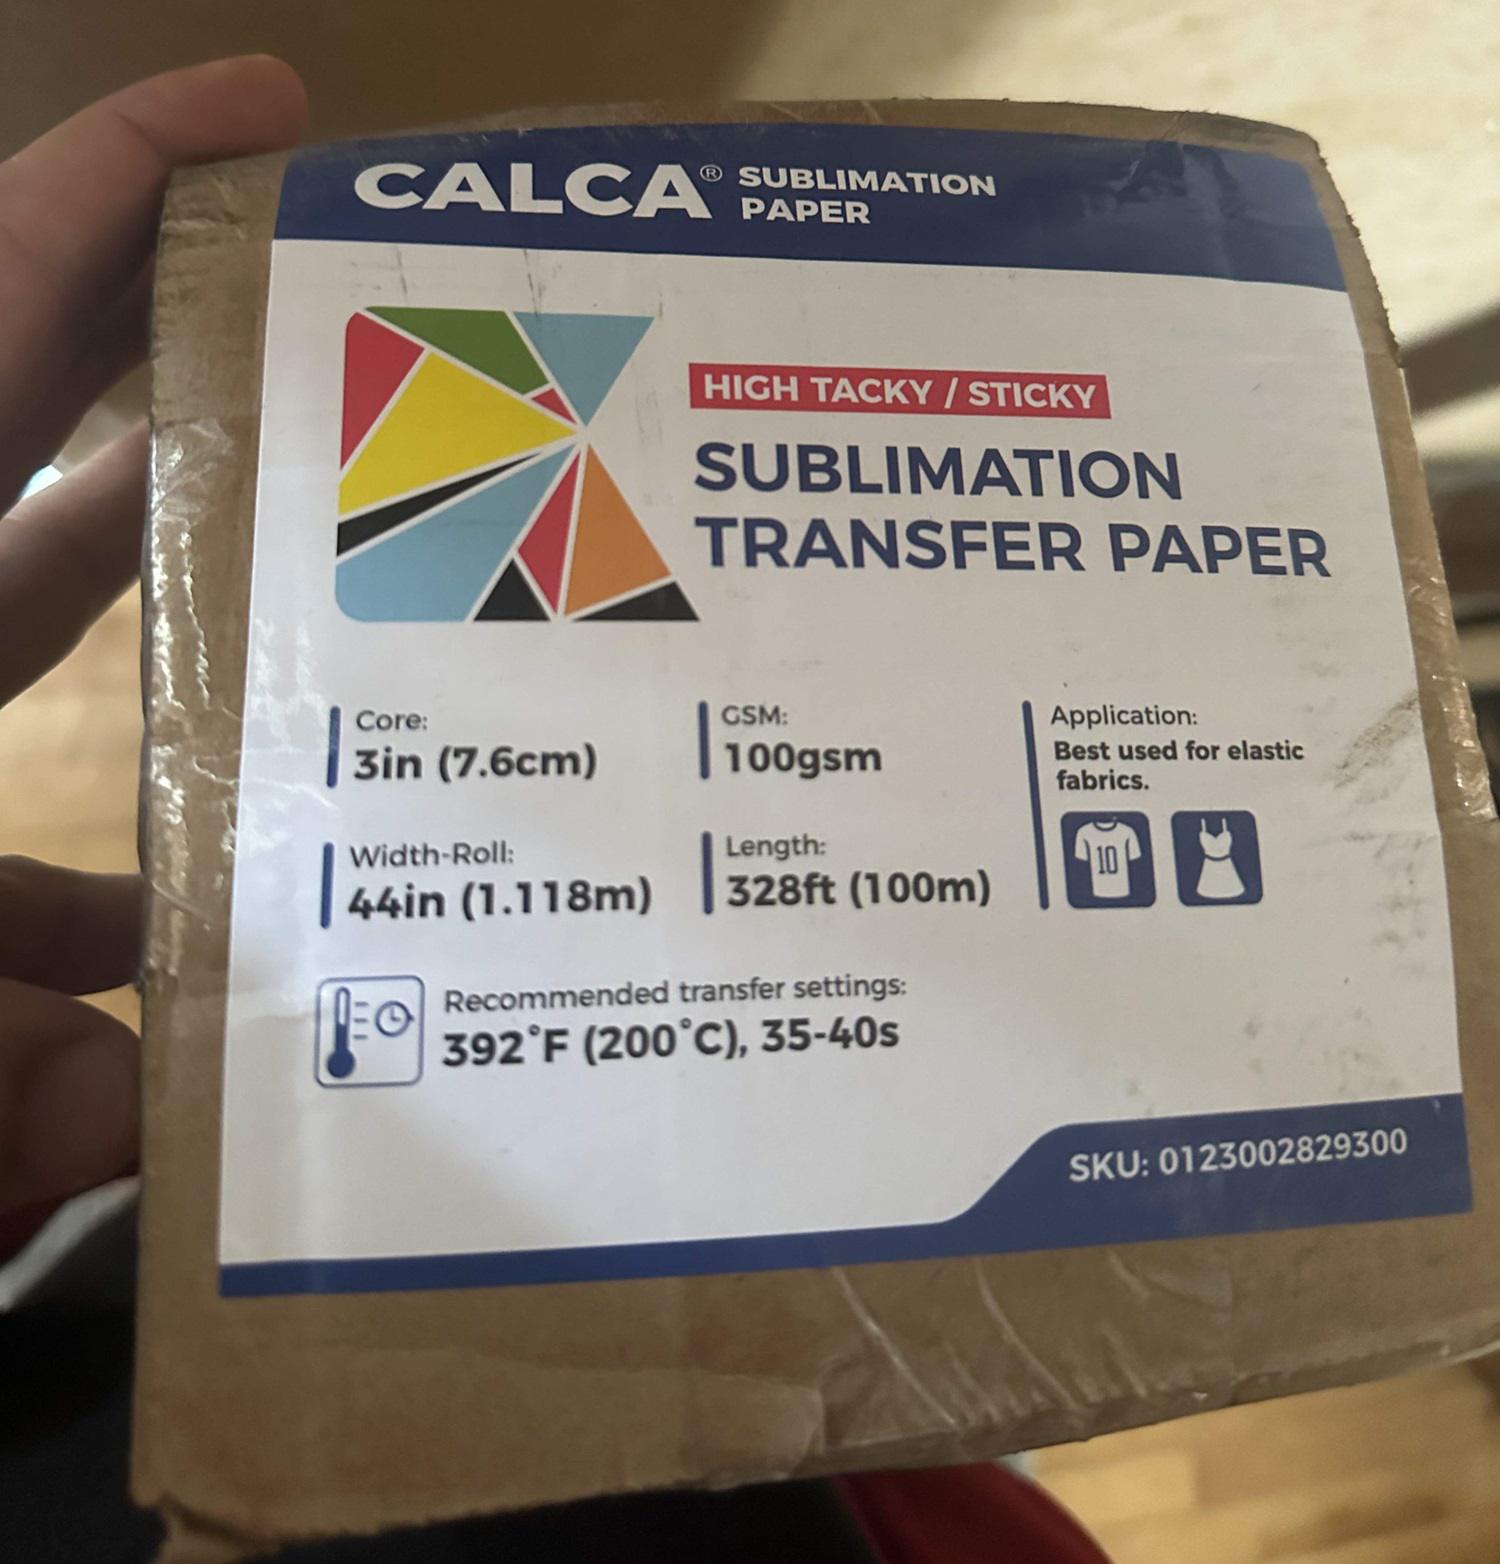 CALCA® SUBLIMATION
PAPER
HIGH TACKY / STICKY
SUBLIMATION
TRANSFER PAPER
Core:
3in (7.6cm)
GSM:
100gsm
Application:
Best used for elastic
fabrics.
10
Width-Roll:
44in (1.118m)
Length:
328ft (100m)
Recommended transfer settings:
392°F (200°C), 35-40s
SKU: 0123002829300